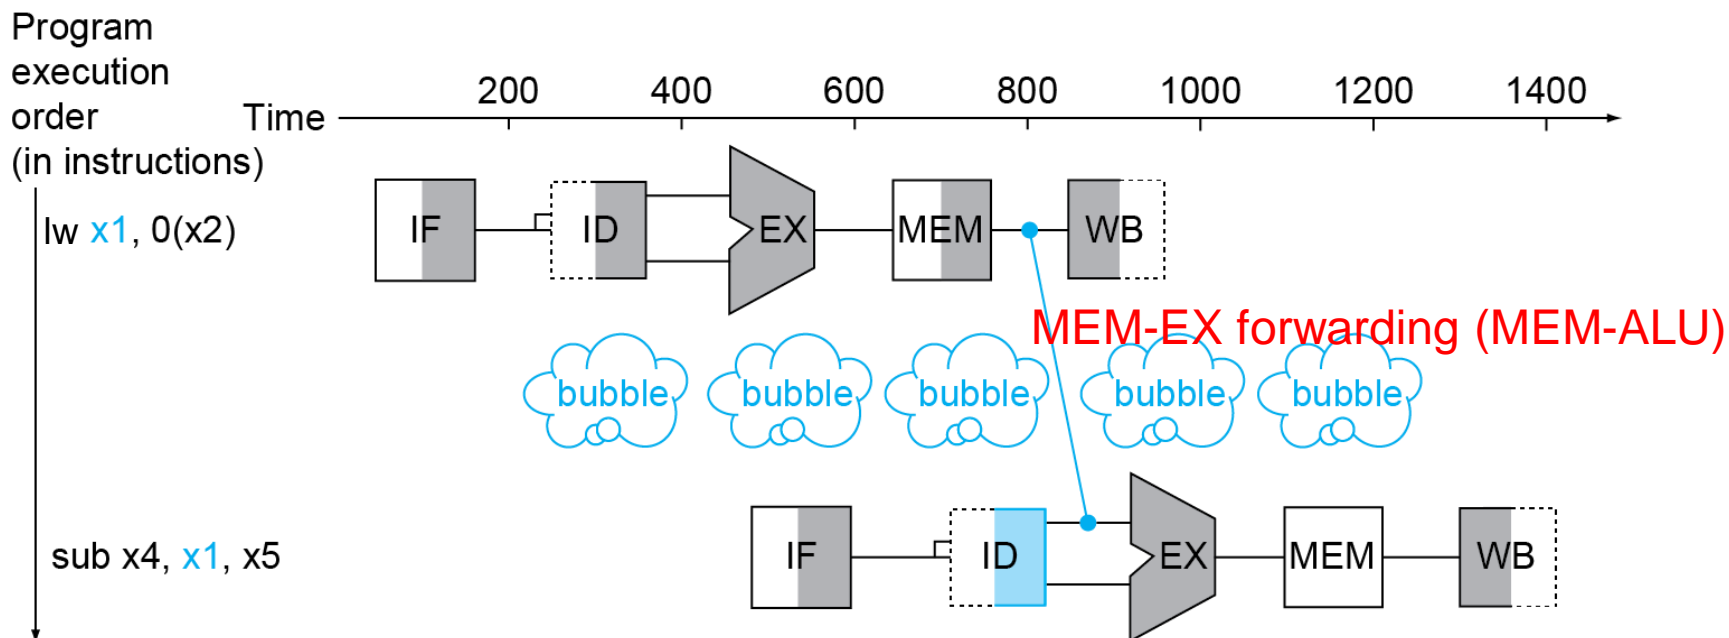 Program
execution
order
(in instructions)
Time
200 400 600 800 1000 1200 1400
lw x1, 0(x2)
IF ID EX MEM WB
MEM-EX forwarding (MEM-ALU)
bubble bubble bubble bubble bubble
sub x4, x1, x5
IF ID EX MEM WB